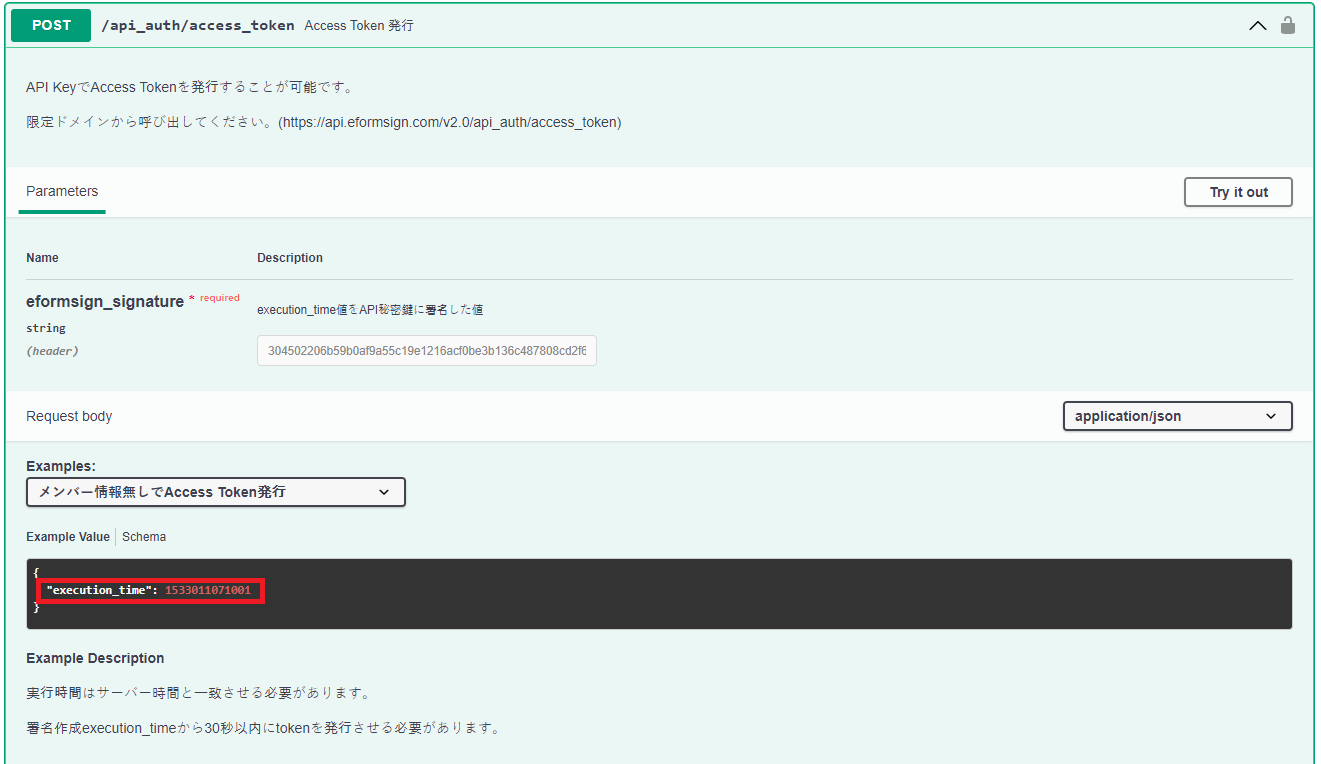 POST /api_auth/access_token Access Token 発行
API KeyでAccess Tokenを発行することが可能です。
限定ドメインから呼び出してください。(https://api.eformsign.com/v2.0/api_auth/access_token)
Parameters
Try it out
Name Description
eformsign_signature * required
string
(header)
execution_time値をAPI秘密鍵に署名した値
304502206b59b0af9a55c19e1216acf0be3b136c487808cd2f6
Request body
application/json
Examples:
メンバー情報無しでAccess Token発行
Example Value Schema
{
"execution_time": 1533011071001
}
Example Description
実行時間はサーバー時間と一致させる必要があります。
署名作成execution_timeから30秒以内にtokenを発行させる必要があります。